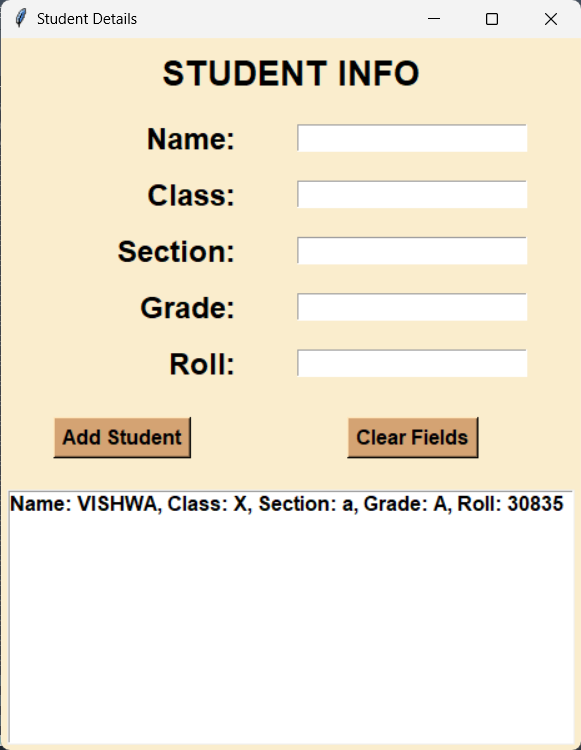 Student Details
STUDENT INFO
Name:
Class:
Section:
Grade:
Roll:
Add Student
Clear Fields
Name: VISHWA, Class: X, Section: a, Grade: A, Roll: 30835